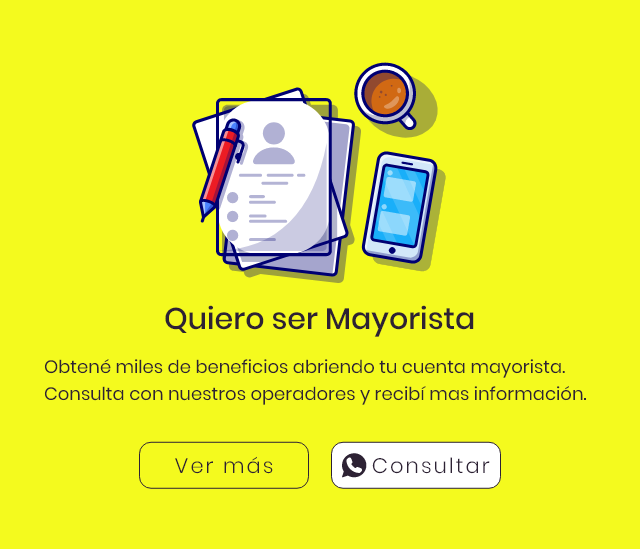 Quiero ser Mayorista
Obtené miles de beneficios abriendo tu cuenta mayorista.
Consulta con nuestros operadores y recibí mas información.
Ver más
Consultar